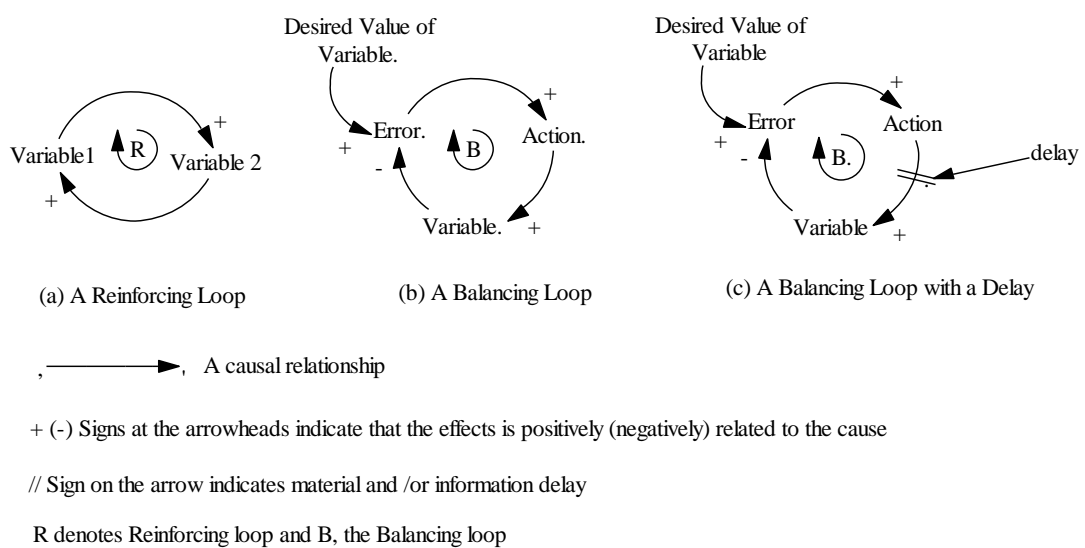 Desired Value of
Variable.
+
Error.
+
-
B
Action.
Variable.
+
Desired Value of
Variable
+
Error
+
-
B.
Action
delay
Variable
+
Variable1
R
+
Variable 2
+
(a) A Reinforcing Loop
(b) A Balancing Loop
(c) A Balancing Loop with a Delay
, , A causal relationship
+ (-) Signs at the arrowheads indicate that the effects is positively (negatively) related to the cause
// Sign on the arrow indicates material and /or information delay
R denotes Reinforcing loop and B, the Balancing loop